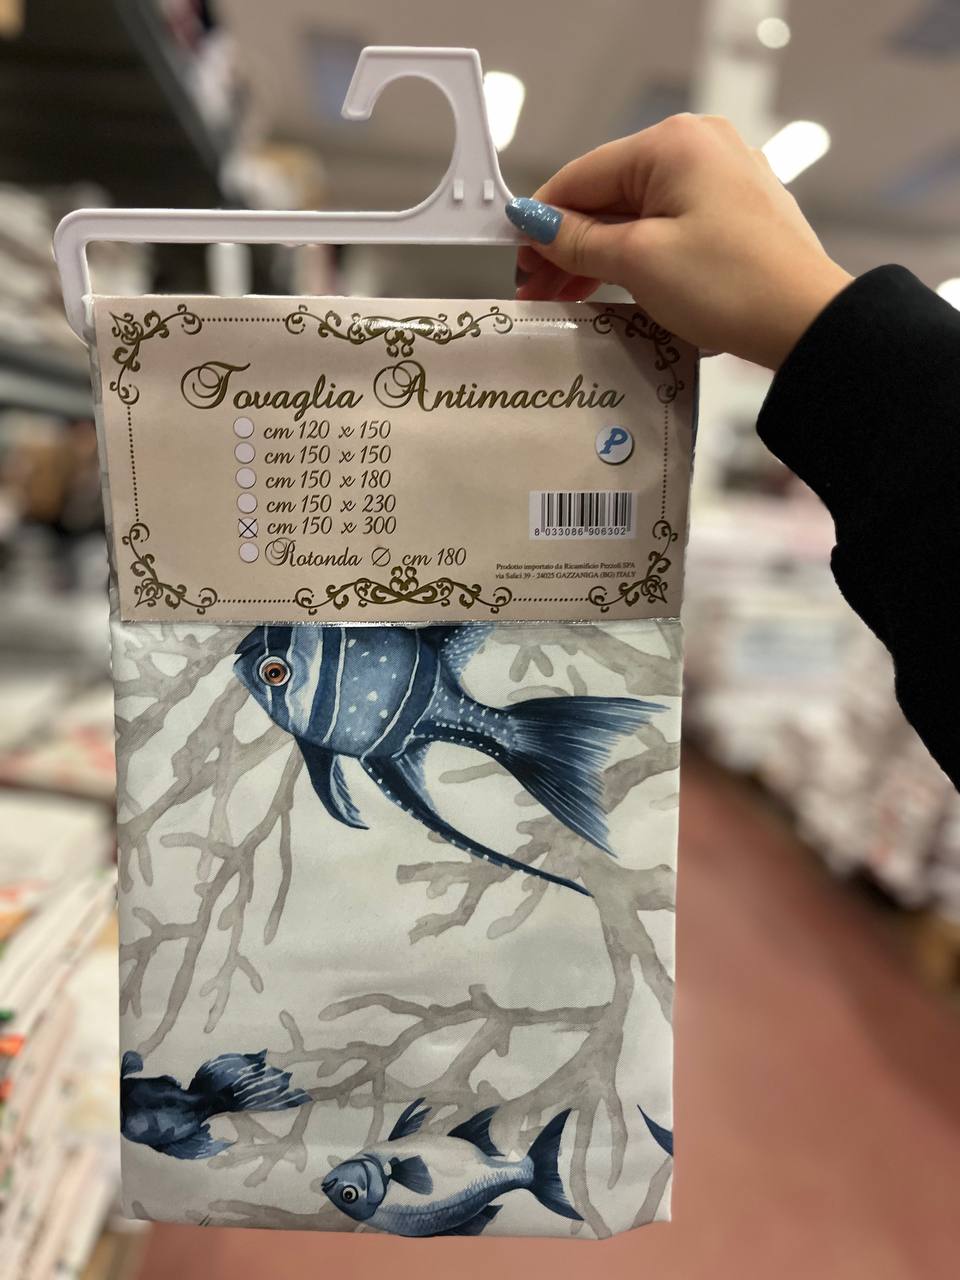 Tovaglia Antimacchia
cm 120 x 150
cm 150 x 150
cm 150 x 180
cm 150 x 230
cm 150 x 300
Rotonda Ø cm 180
P
8 033086 906302
Prodotto importato da Ricamificio Pezzoli SPA
via Salici 39 - 24025 GAZZANIGA (BG) ITALY